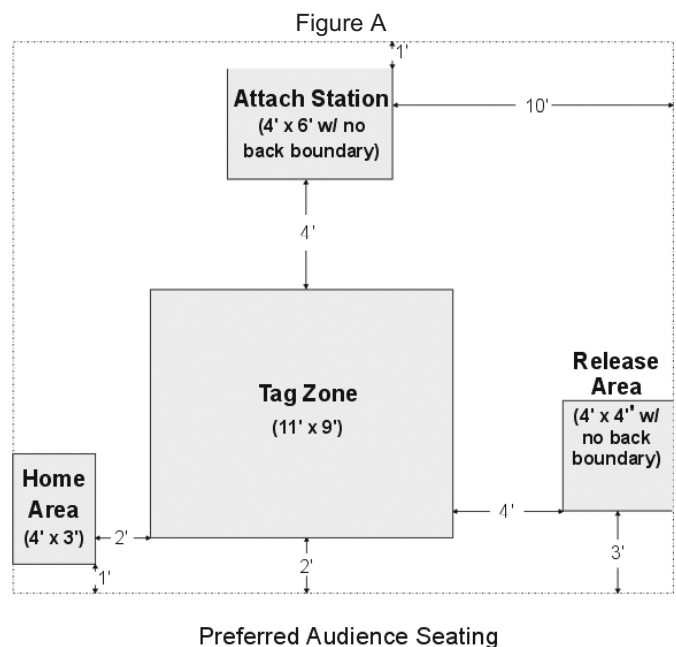 Figure A
1'
Attach Station
(4' x 6' w/ no
back boundary)
10'
4'
Tag Zone
(11' x 9')
Release
Area
(4' x 4'' w/
no back
boundary)
Home
Area
(4' x 3')
2'
4'
1'
2'
3'
Preferred Audience Seating